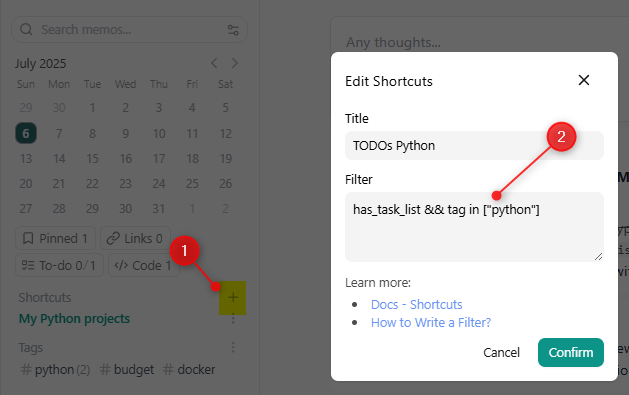 Search memos...
July 2025
Sun Mon Tue Wed Thu Fri Sat
29 30 1 2 3 4 5
6 7 8 9 10 11 12
13 14 15 16 17 18 19
20 21 22 23 24 25 26
27 28 29 30 31 1 2
Pinned 1 Links 0
To-do 0/1 Code 1
Shortcuts +
My Python projects
Tags
# python (2) # budget # docker
1
Any thoughts...
Edit Shortcuts
Title
TODOs Python
2
Filter
has_task_list && tag in ["python"]
Learn more:
• Docs - Shortcuts
• How to Write a Filter?
Cancel Confirm